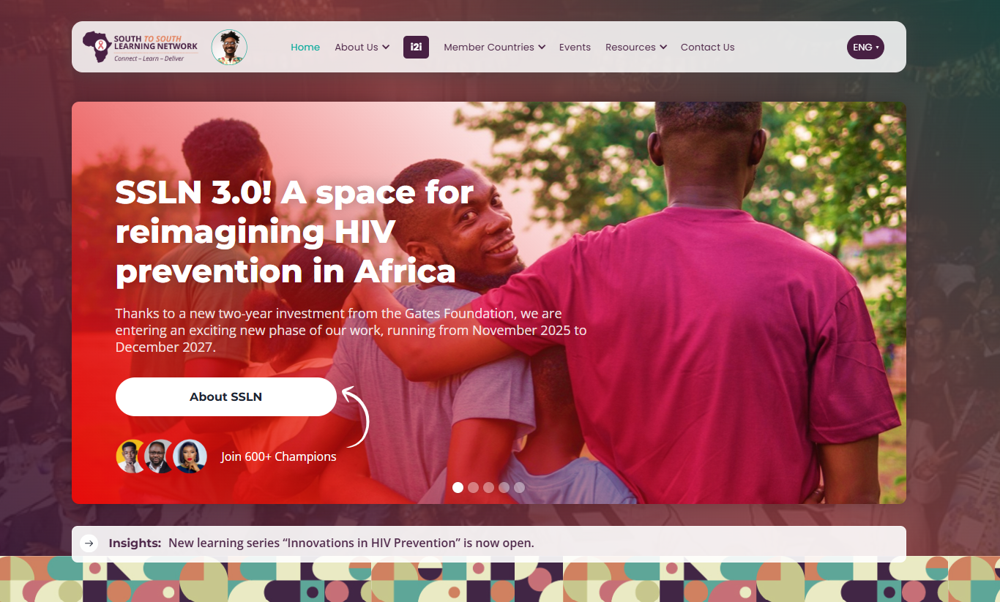 SOUTH TO SOUTH
LEARNING NETWORK
Connect – Learn – Deliver
Home
About Us
i2i
Member Countries
Events
Resources
Contact Us
ENG
SSLN 3.0! A space for
reimagining HIV
prevention in Africa
Thanks to a new two-year investment from the Gates Foundation, we are
entering an exciting new phase of our work, running from November 2025 to
December 2027.
About SSLN
Join 600+ Champions
Insights: New learning series “Innovations in HIV Prevention” is now open.